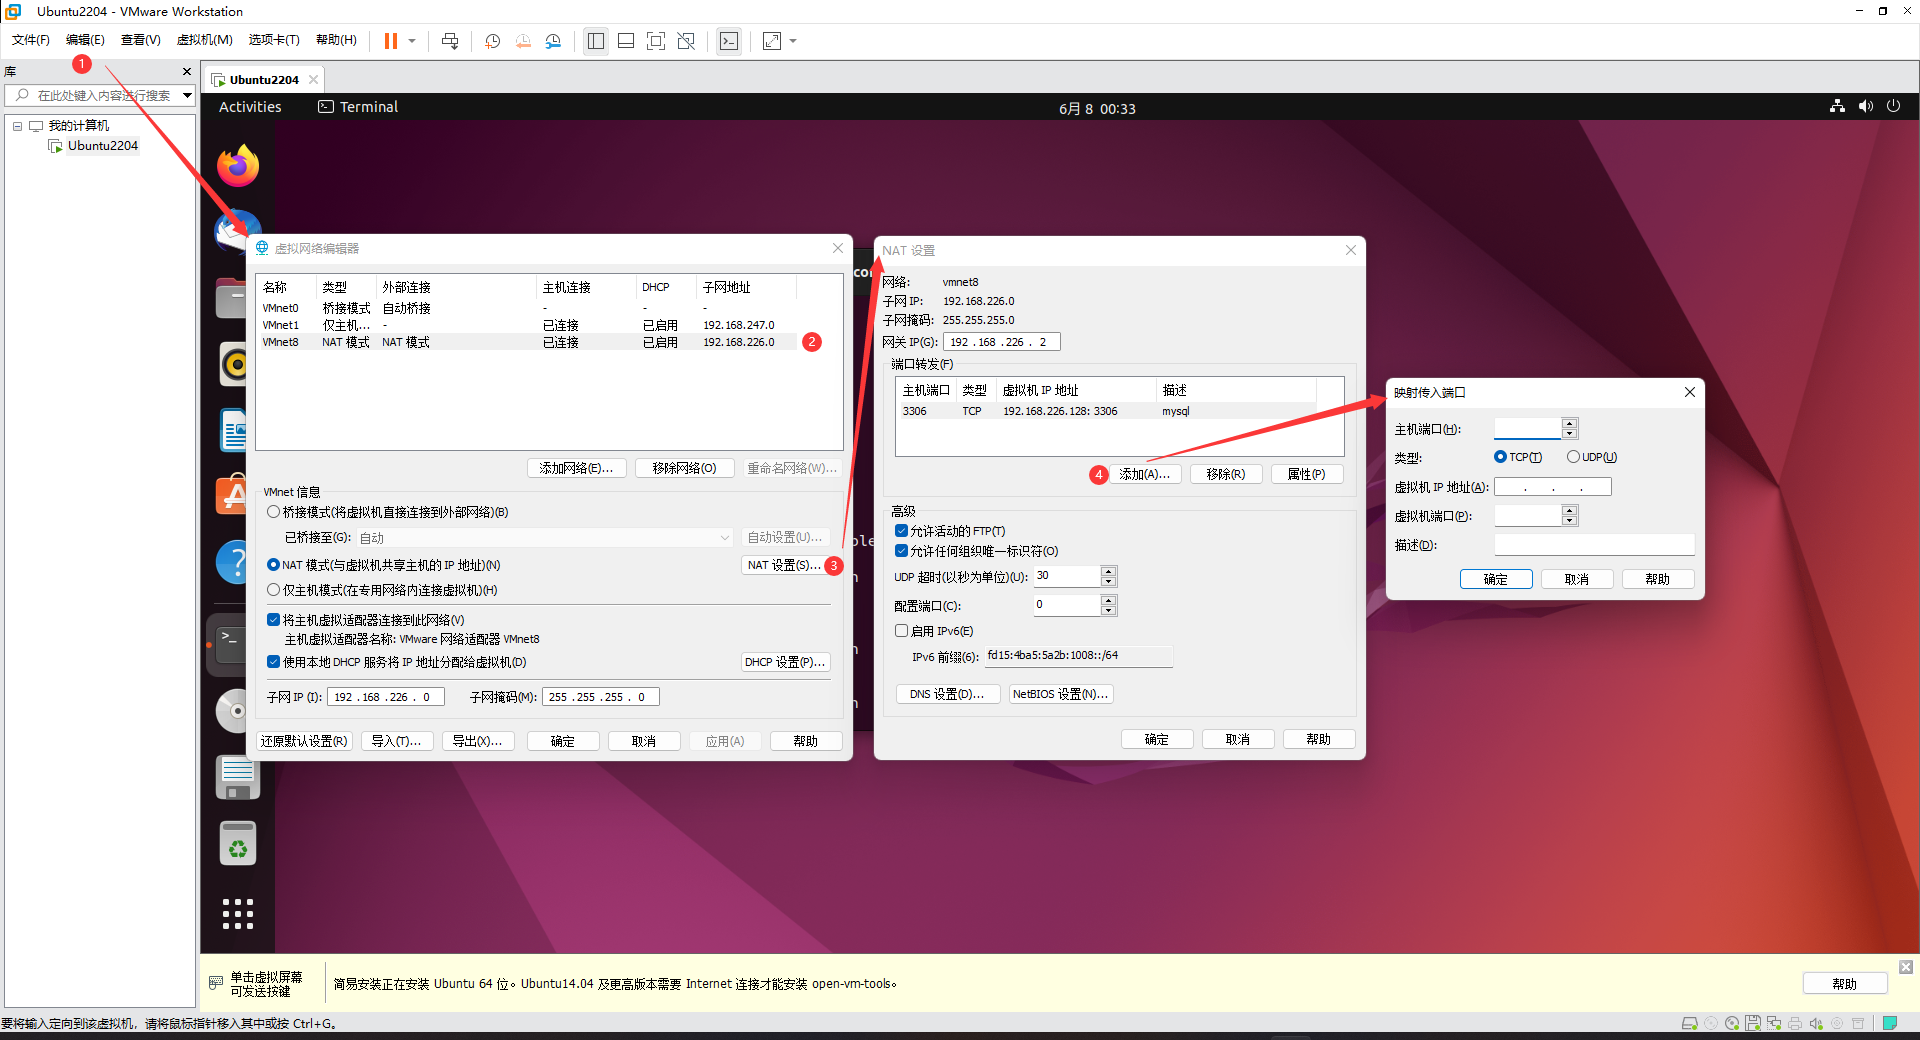 Ubuntu2204 - VMware Workstation
文件(F) 编辑(E) 查看(V) 虚拟机(M) 选项卡(T) 帮助(H)
1
库
在此处键入内容进行搜索
我的计算机
Ubuntu2204
Ubuntu2204
Activities
Terminal
6月 8 00:33
虚拟网络编辑器
名称 类型 外部连接 主机连接 DHCP 子网地址
VMnet0 桥接模式 自动桥接 - - -
VMnet1 仅主机... - 已连接 已启用 192.168.247.0
VMnet8 NAT 模式 NAT 模式 已连接 已启用 192.168.226.0
2
添加网络(E)... 移除网络(O) 重命名网络(W)...
VMnet 信息
桥接模式(将虚拟机直接连接到外部网络)(B)
已桥接至(G): 自动 自动设置(U)...
NAT 模式(与虚拟机共享主机的 IP 地址)(N) NAT 设置(S)...
3
仅主机模式(在专用网络内连接虚拟机)(H)
将主机虚拟适配器连接到此网络(V)
主机虚拟适配器名称: VMware 网络适配器 VMnet8
使用本地 DHCP 服务将 IP 地址分配给虚拟机(D) DHCP 设置(P)...
子网 IP (I): 192 . 168 . 226 . 0 子网掩码(M): 255 . 255 . 255 . 0
还原默认设置(R) 导入(T)... 导出(X)... 确定 取消 应用(A) 帮助
NAT 设置
网络: vmnet8
子网 IP: 192.168.226.0
子网掩码: 255.255.255.0
网关 IP(G): 192 . 168 . 226 . 2
端口转发(F)
主机端口 类型 虚拟机 IP 地址 描述
3306 TCP 192.168.226.128: 3306 mysql
4
添加(A)... 移除(R) 属性(P)
高级
允许活动的 FTP(T)
允许任何组织唯一标识符(O)
UDP 超时(以秒为单位)(U): 30
配置端口(C): 0
启用 IPv6(E)
IPv6 前缀(6): fd15:4ba5:5a2b:1008::/64
DNS 设置(D)... NetBIOS 设置(N)...
确定 取消 帮助
映射传入端口
主机端口(H):
类型: TCP(T) UDP(U)
虚拟机 IP 地址(A): . . .
虚拟机端口(P):
描述(D):
确定 取消 帮助
单击虚拟屏幕
可发送按键
简易安装正在安装 Ubuntu 64 位。Ubuntu14.04 及更高版本需要 Internet 连接才能安装 open-vm-tools。
帮助
要将输入定向到该虚拟机，请将鼠标指针移入其中或按 Ctrl+G。